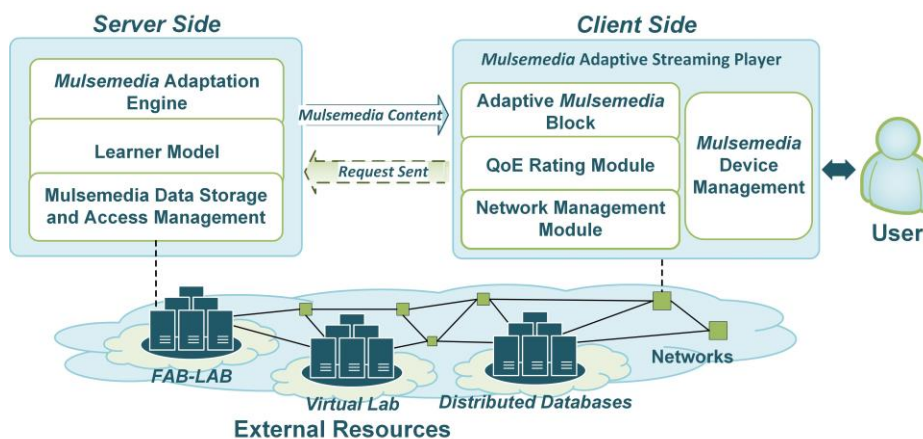 Server Side
Client Side
Mulsemedia Adaptive Streaming Player
Mulsemedia Adaptation
Engine
Learner Model
Mulsemedia Data Storage
and Access Management
Mulsemedia Content
Request Sent
Adaptive Mulsemedia
Block
QoE Rating Module
Network Management
Module
Mulsemedia
Device
Management
User
FAB-LAB
Virtual Lab
Distributed Databases
Networks
External Resources